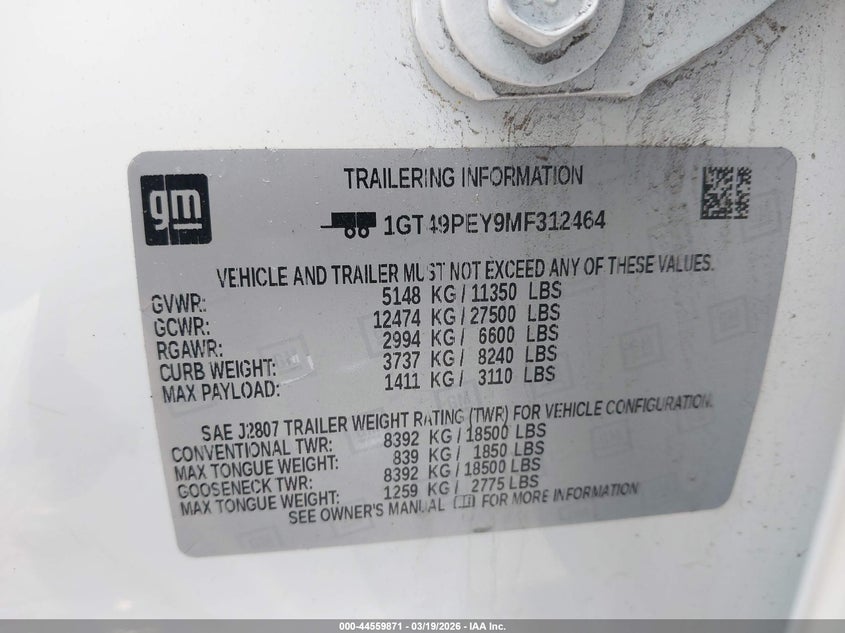 gm
TRAILERING INFORMATION
1GT49PEY9MF312464
VEHICLE AND TRAILER MUST NOT EXCEED ANY OF THESE VALUES.
GVWR: 5148 KG / 11350 LBS
GCWR: 12474 KG / 27500 LBS
RGAWR: 2994 KG / 6600 LBS
CURB WEIGHT: 3737 KG / 8240 LBS
MAX PAYLOAD: 1411 KG / 3110 LBS
SAE J2807 TRAILER WEIGHT RATING (TWR) FOR VEHICLE CONFIGURATION.
CONVENTIONAL TWR: 8392 KG / 18500 LBS
MAX TONGUE WEIGHT: 839 KG / 1850 LBS
GOOSENECK TWR: 8392 KG / 18500 LBS
MAX TONGUE WEIGHT: 1259 KG / 2775 LBS
SEE OWNER'S MANUAL FOR MORE INFORMATION
000-44559871 | 03/19/2026 | IAA Inc.